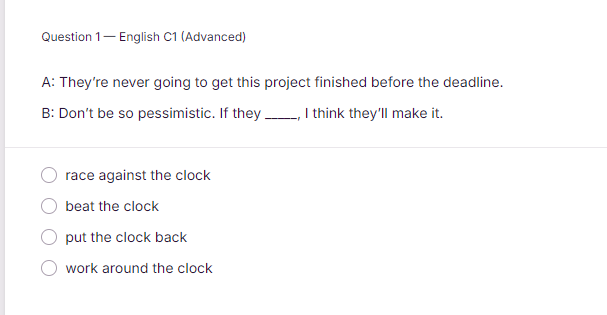 Question 1 — English C1 (Advanced)
A: They're never going to get this project finished before the deadline.
B: Don't be so pessimistic. If they _____, I think they'll make it.
race against the clock
beat the clock
put the clock back
work around the clock